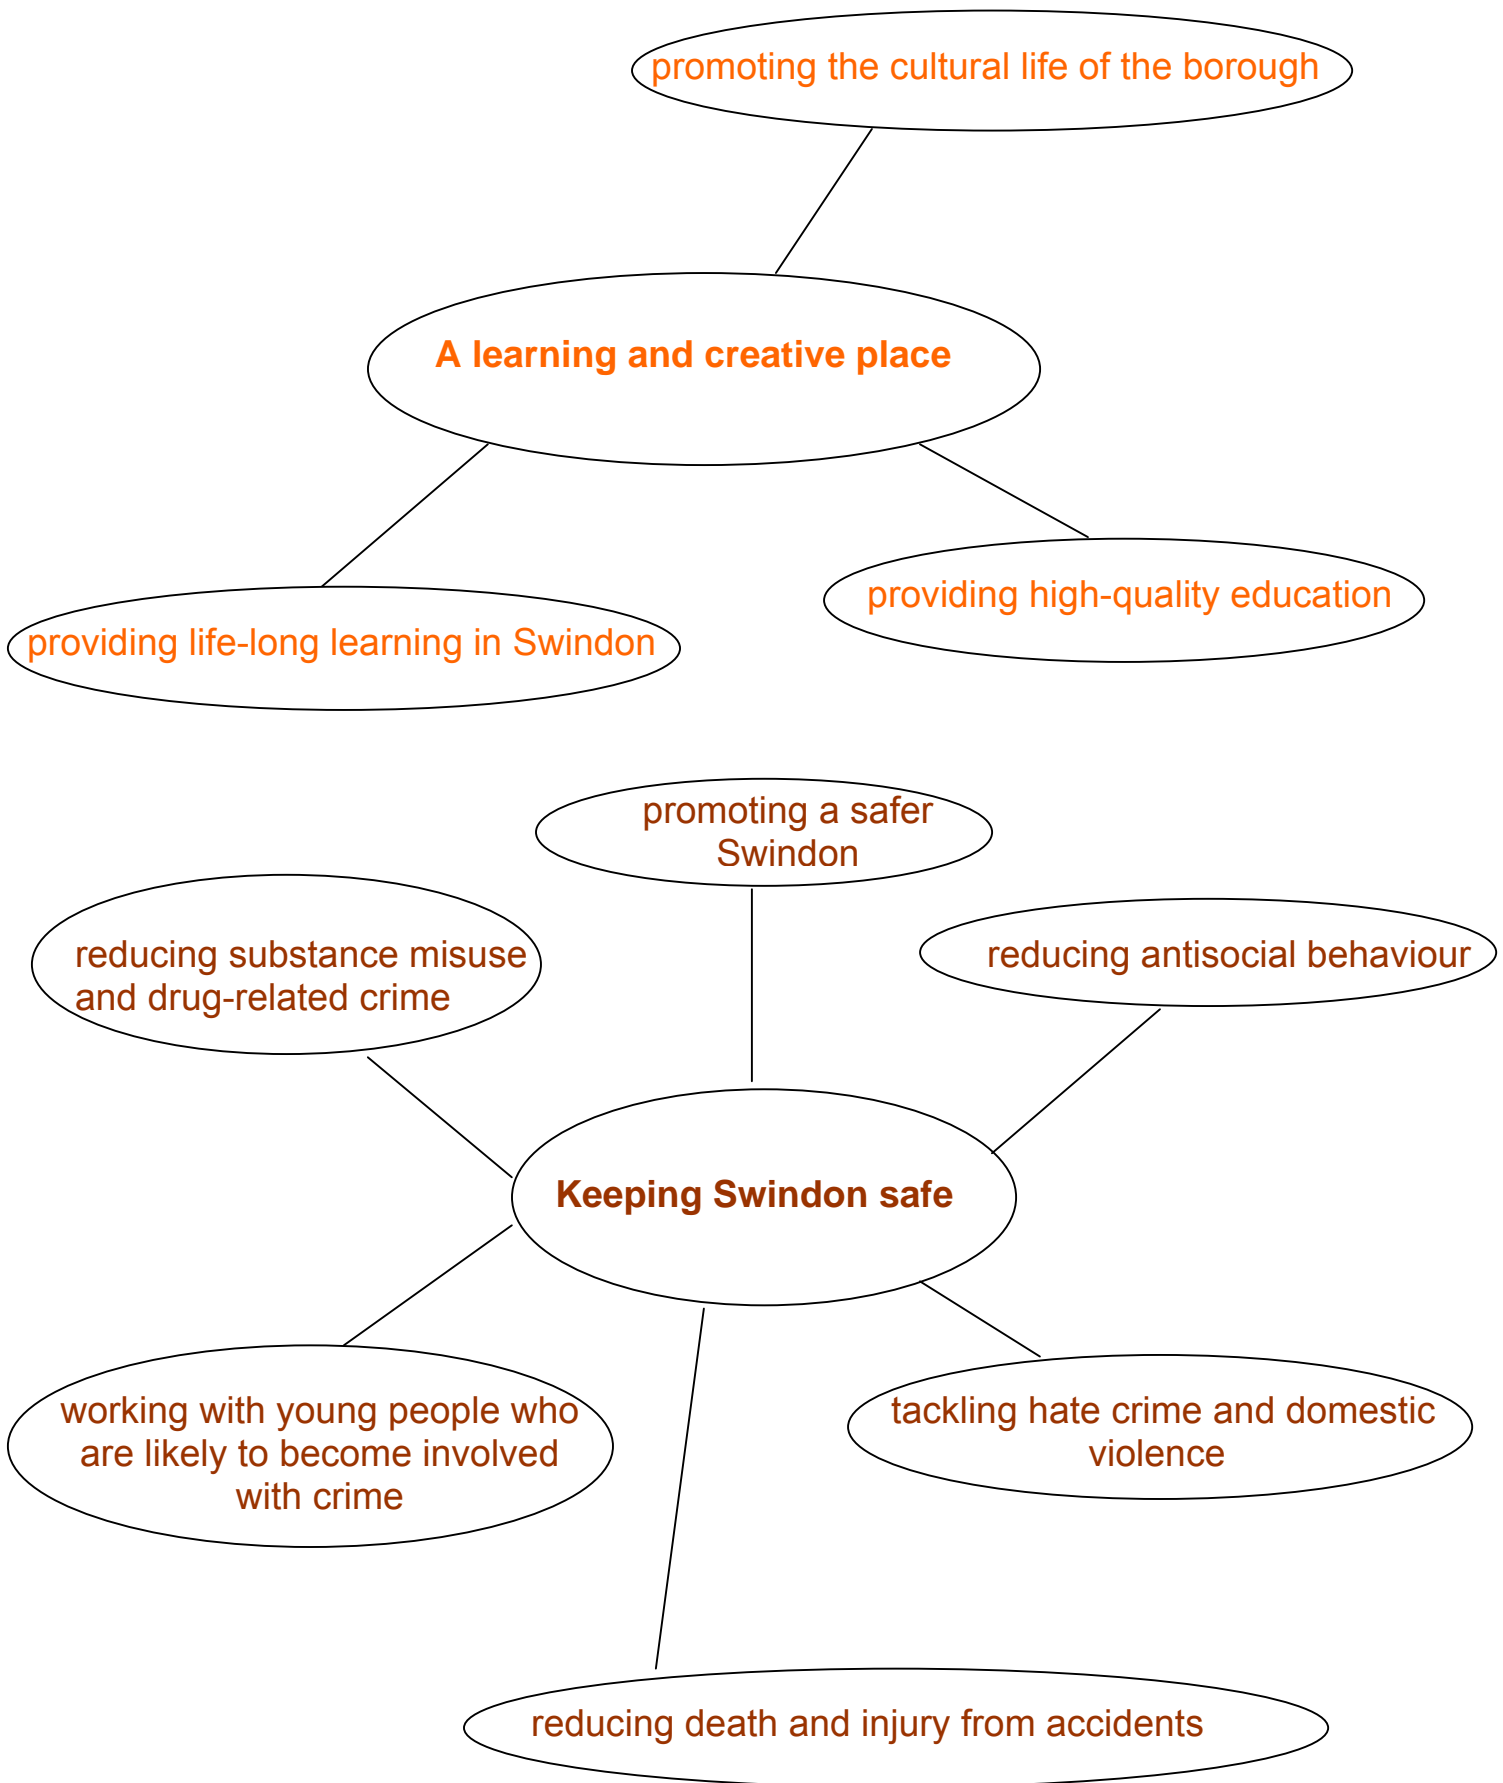 promoting the cultural life of the borough
A learning and creative place
providing high-quality education
providing life-long learning in Swindon
promoting a safer
Swindon
reducing substance misuse
and drug-related crime
reducing antisocial behaviour
Keeping Swindon safe
working with young people who
are likely to become involved
with crime
tackling hate crime and domestic
violence
reducing death and injury from accidents